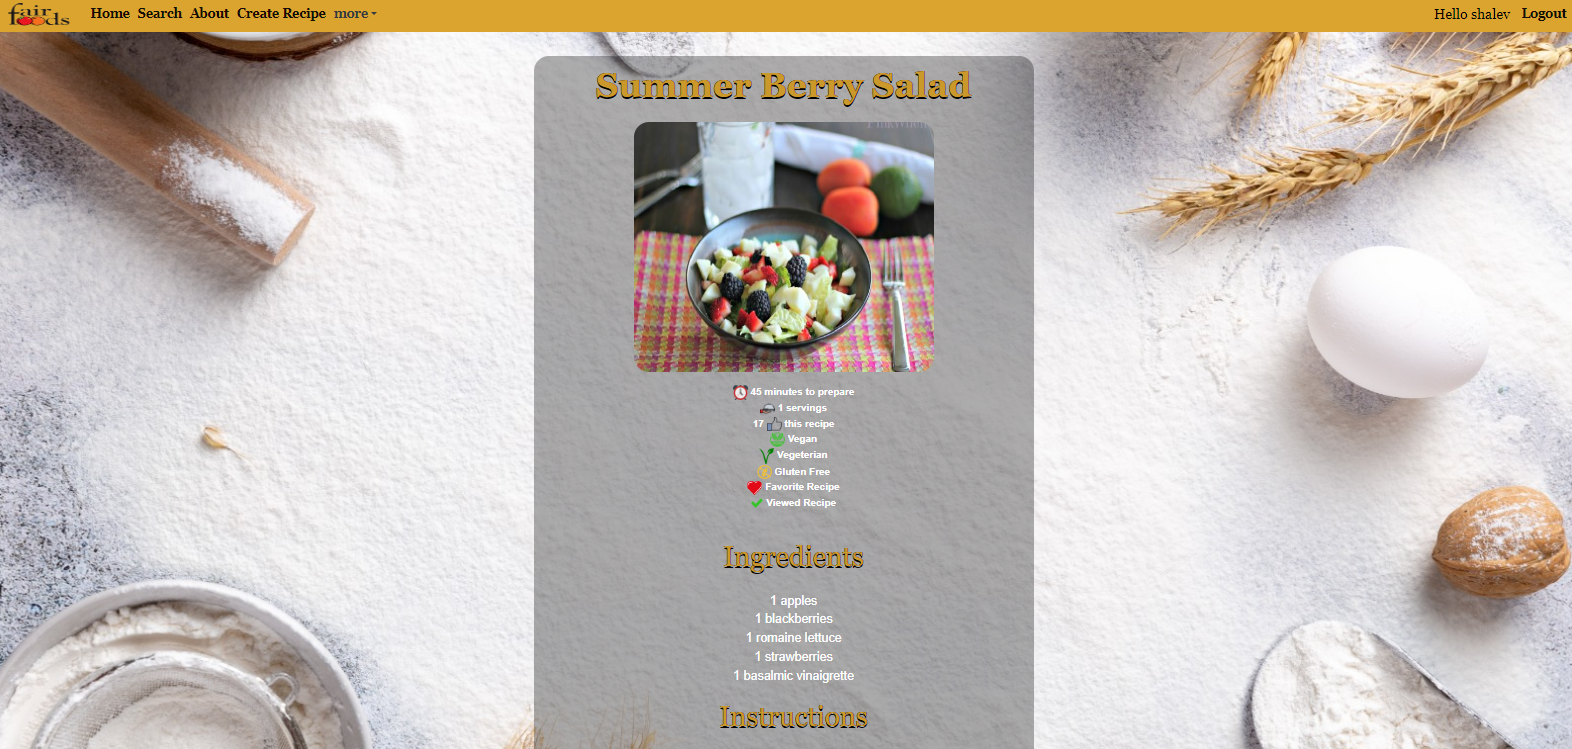 fair foods
Home Search About Create Recipe more
Hello shalev Logout
Summer Berry Salad
45 minutes to prepare
1 servings
17 this recipe
Vegan
Vegeterian
Gluten Free
Favorite Recipe
Viewed Recipe
Ingredients
1 apples
1 blackberries
1 romaine lettuce
1 strawberries
1 basalmic vinaigrette
Instructions